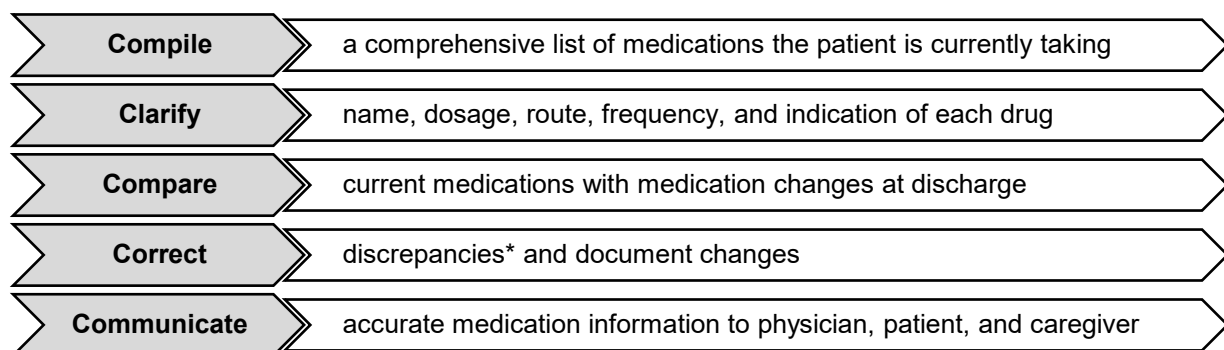 Compile a comprehensive list of medications the patient is currently taking
Clarify name, dosage, route, frequency, and indication of each drug
Compare current medications with medication changes at discharge
Correct discrepancies* and document changes
Communicate accurate medication information to physician, patient, and caregiver